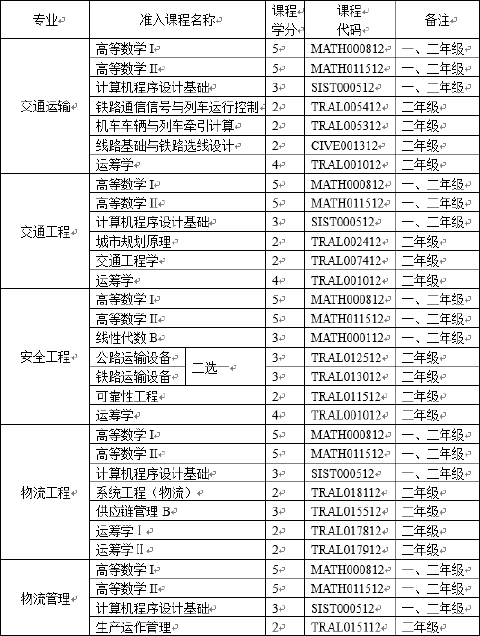 专业 准入课程名称 课程学分 课程代码 备注
交通运输 高等数学 I 5 MATH000812 一、二年级
高等数学 II 5 MATH011512 一、二年级
计算机程序设计基础 3 SIST000512 一、二年级
铁路通信信号与列车运行控制 2 TRAL005412 二年级
机车车辆与列车牵引计算 2 TRAL005312 二年级
线路基础与铁路选线设计 2 CIVE001312 二年级
运筹学 4 TRAL001012 二年级
交通工程 高等数学 I 5 MATH000812 一、二年级
高等数学 II 5 MATH011512 一、二年级
计算机程序设计基础 3 SIST000512 一、二年级
城市规划原理 2 TRAL002412 二年级
交通工程学 2 TRAL007412 二年级
运筹学 4 TRAL001012 二年级
安全工程 高等数学 I 5 MATH000812 一、二年级
高等数学 II 5 MATH011512 一、二年级
线性代数 B 3 MATH000112 一、二年级
公路运输设备 二选一 3 TRAL012512 二年级
铁路运输设备 3 TRAL013012 二年级
可靠性工程 2 TRAL011512 二年级
运筹学 4 TRAL001012 二年级
物流工程 高等数学 I 5 MATH000812 一、二年级
高等数学 II 5 MATH011512 一、二年级
计算机程序设计基础 3 SIST000512 一、二年级
系统工程（物流） 2 TRAL018112 二年级
供应链管理 B 3 TRAL015512 二年级
运筹学 I 2 TRAL017812 二年级
运筹学 II 2 TRAL017912 二年级
物流管理 高等数学 I 5 MATH000812 一、二年级
高等数学 II 5 MATH011512 一、二年级
计算机程序设计基础 3 SIST000512 一、二年级
生产运作管理 2 TRAL015112 二年级